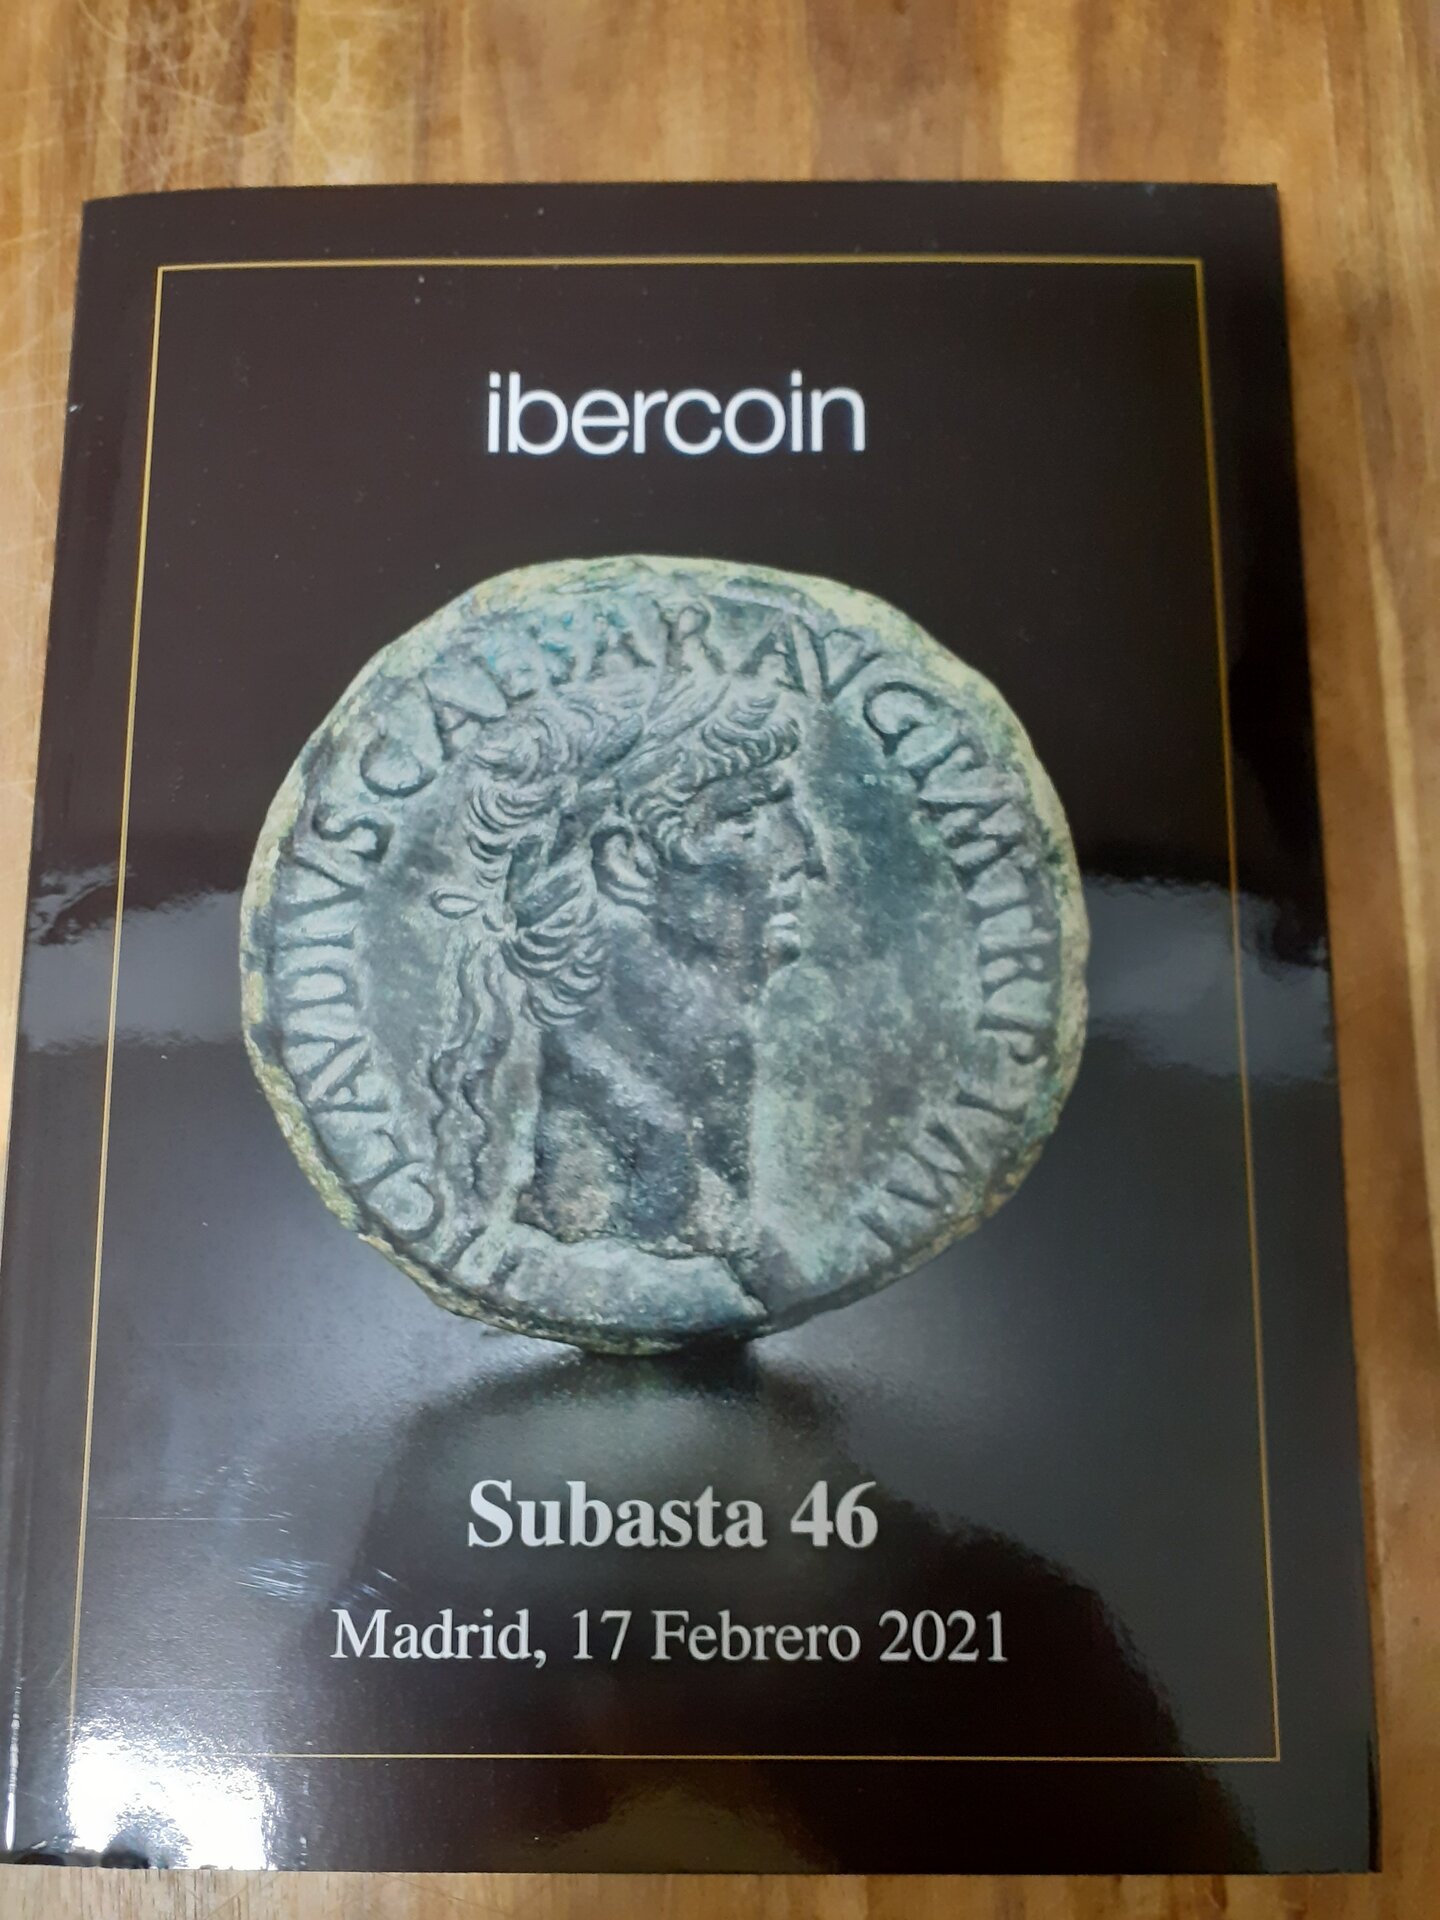 ibercoin
TI CLAVDIVS CAESAR AVG P M TR P IMP
Subasta 46
Madrid, 17 Febrero 2021